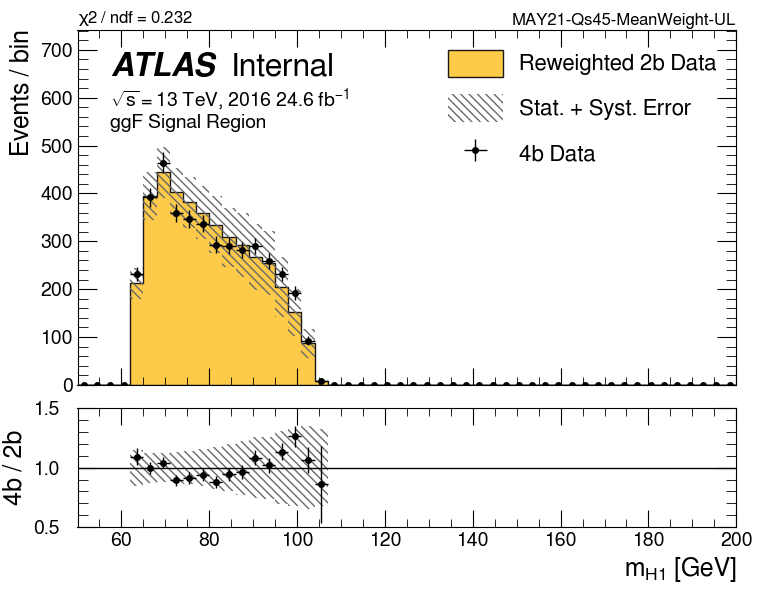 χ² / ndf = 0.232
MAY21-Qs45-MeanWeight-UL
ATLAS Internal
√s = 13 TeV, 2016 24.6 fb⁻¹
ggF Signal Region
Reweighted 2b Data
Stat. + Syst. Error
4b Data
Events / bin
700
600
500
400
300
200
100
0
4b / 2b
1.5
1.0
0.5
60 80 100 120 140 160 180 200
m_H1 [GeV]